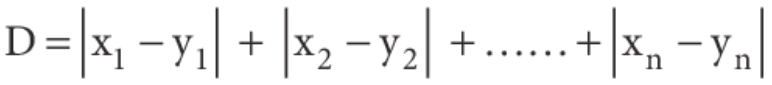 D = |x₁ − y₁| + |x₂ − y₂| + ...... + |xₙ − yₙ|